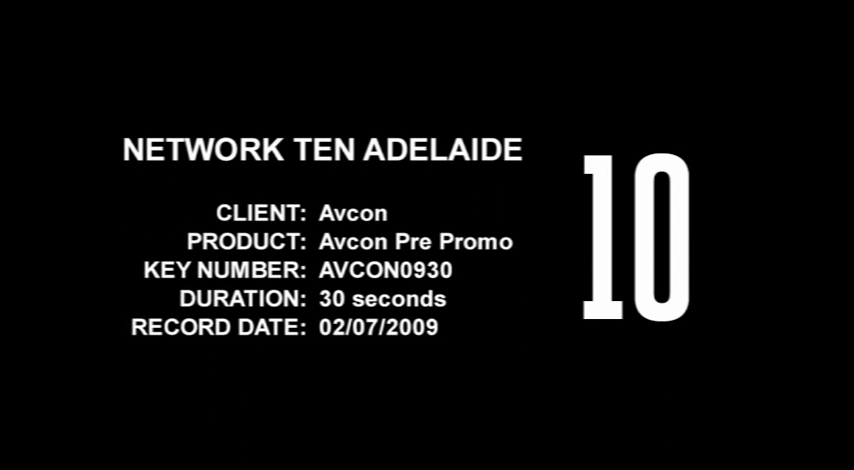 NETWORK TEN ADELAIDE
10
CLIENT: Avcon
PRODUCT: Avcon Pre Promo
KEY NUMBER: AVCON0930
DURATION: 30 seconds
RECORD DATE: 02/07/2009